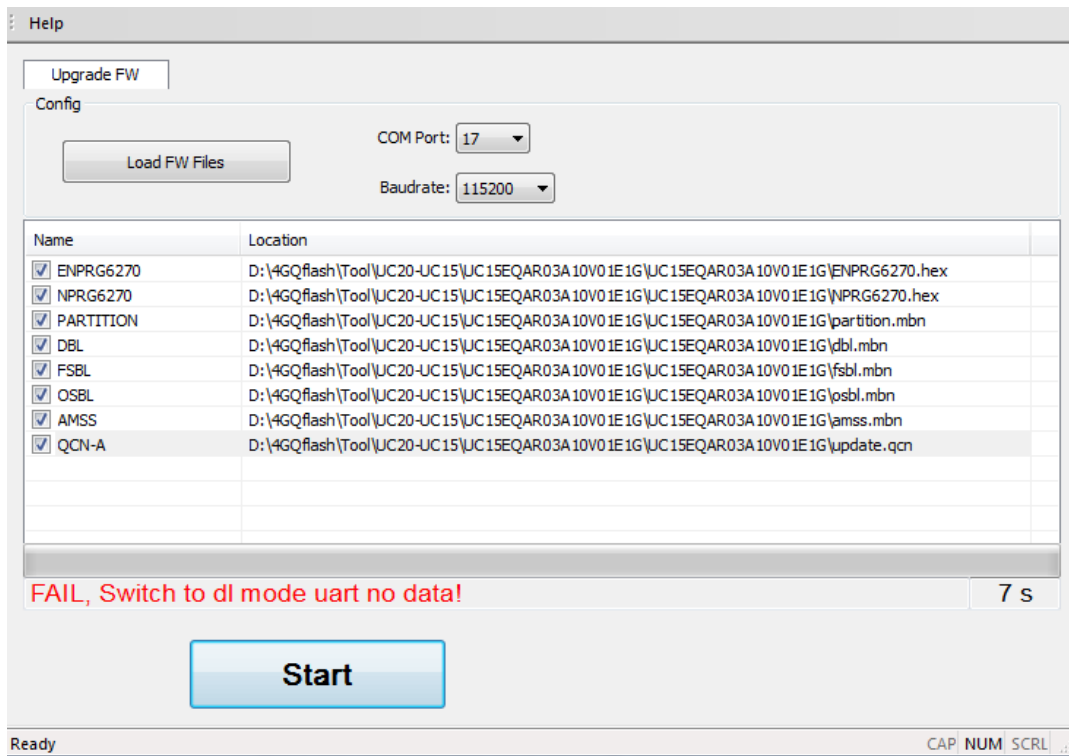 Help
Upgrade FW
Config
Load FW Files
COM Port: 17
Baudrate: 115200
Name Location
ENPRG6270 D:\4GQflash\Tool\UC20-UC15\UC15EQAR03A10V01E1G\UC15EQAR03A10V01E1G\ENPRG6270.hex
NPRG6270 D:\4GQflash\Tool\UC20-UC15\UC15EQAR03A10V01E1G\UC15EQAR03A10V01E1G\NPRG6270.hex
PARTITION D:\4GQflash\Tool\UC20-UC15\UC15EQAR03A10V01E1G\UC15EQAR03A10V01E1G\partition.mbn
DBL D:\4GQflash\Tool\UC20-UC15\UC15EQAR03A10V01E1G\UC15EQAR03A10V01E1G\dbl.mbn
FSBL D:\4GQflash\Tool\UC20-UC15\UC15EQAR03A10V01E1G\UC15EQAR03A10V01E1G\fsbl.mbn
OSBL D:\4GQflash\Tool\UC20-UC15\UC15EQAR03A10V01E1G\UC15EQAR03A10V01E1G\osbl.mbn
AMSS D:\4GQflash\Tool\UC20-UC15\UC15EQAR03A10V01E1G\UC15EQAR03A10V01E1G\amss.mbn
QCN-A D:\4GQflash\Tool\UC20-UC15\UC15EQAR03A10V01E1G\UC15EQAR03A10V01E1G\update.qcn
FAIL, Switch to dl mode uart no data! 7 s
Start
Ready CAP NUM SCRL